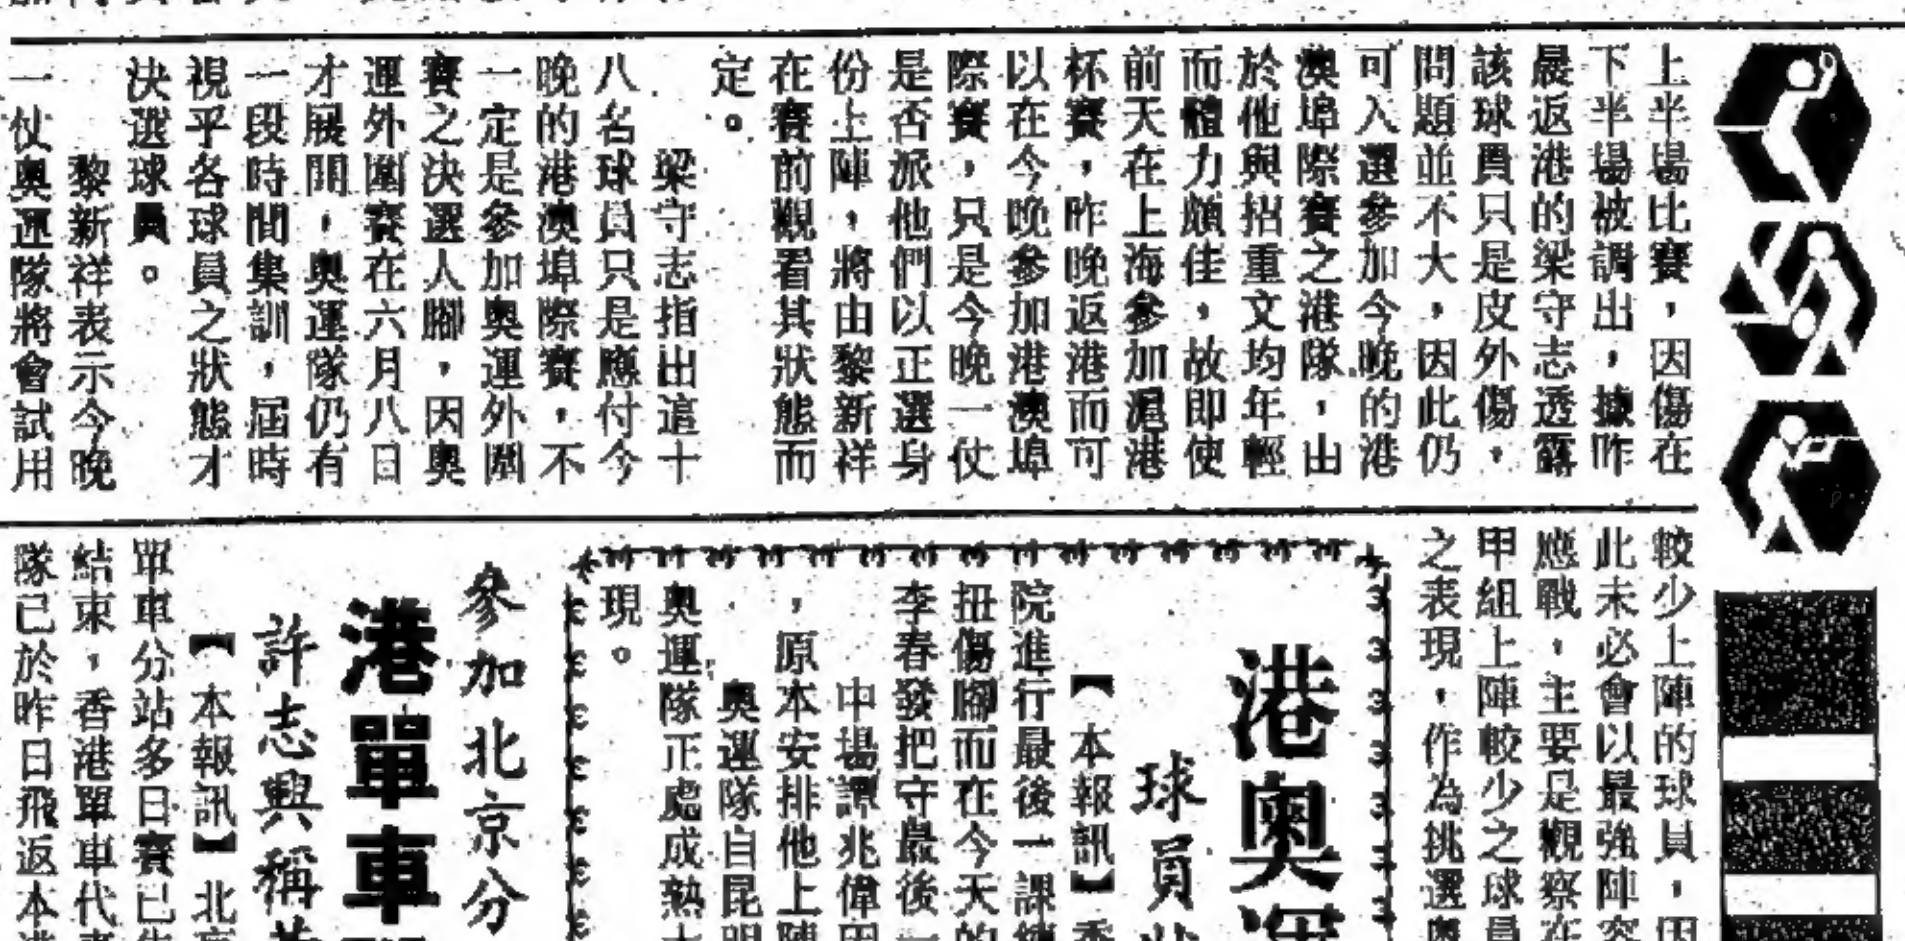 上半場比賽，因傷在
下半場被調出，據昨
晨返港的梁守志透露
該球員只是皮外傷，
問題並不大，因此仍
可入選參加今晚的港
澳埠際賽之港隊，由
於他與招重文均年輕
而體力頗佳，故即使
前天在上海參加滬港
杯賽，昨晚返港而可
以在今晚參加港澳埠
際賽，只是今晚一仗
是否派他們以正選身
份上陣，將由黎新祥
在賽前觀看其狀態而
定。
梁守志指出這十
八名球員只是應付今
晚的港澳埠際賽，不
一定是參加奧運外圍
賽之決選人腳，因奧
運外圍賽在六月八日
才展開，奧運隊仍有
一段時間集訓，屆時
視乎各球員之狀態才
決選球員。
黎新祥表示今晚
一仗奧運隊將會試用
較少上陣的球員，因
此未必會以最強陣容
應戰，主要是觀察在
甲組上陣較少之球員
之表現，作為挑選奧
港奧運
球員
【本報訊】香
院進行最後一課練
扭傷腳而在今天的
李春發把守最後一
中場譚兆偉因
，原本安排他上陣
奧運隊自昆明
奧運隊正處成熟
現。
參加北京分
港單車
許志興稱
【本報訊】北京
單車分站多日賽已告
結束，香港單車代表
隊已於昨日飛返本港